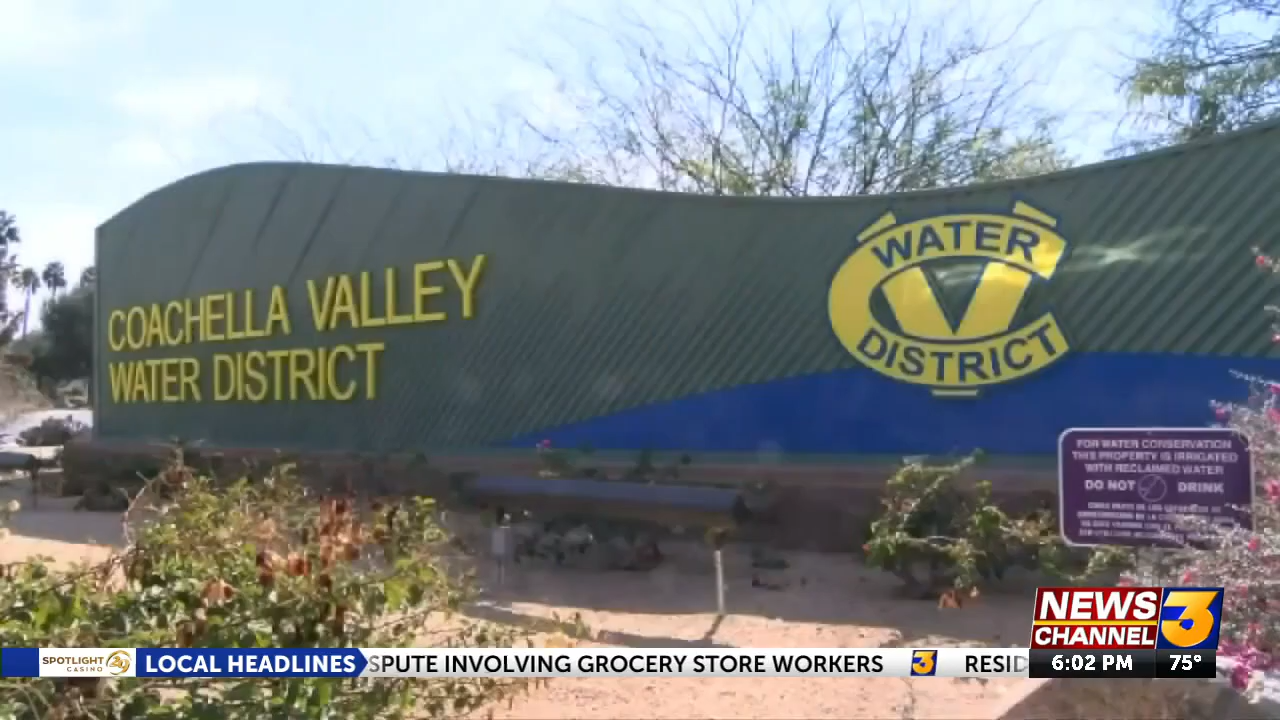 COACHELLA VALLEY
WATER DISTRICT
WATER
CV
DISTRICT
FOR WATER CONSERVATION
THIS PROPERTY IS IRRIGATED
WITH RECLAIMED WATER
DO NOT DRINK
NEWS
CHANNEL 3
6:02 PM 75°
SPOTLIGHT
CASINO
LOCAL HEADLINES
SPUTE INVOLVING GROCERY STORE WORKERS 3 RESID